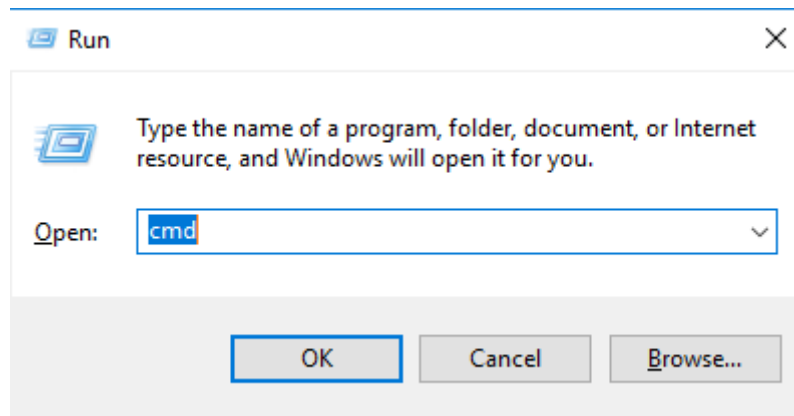 Run
Type the name of a program, folder, document, or Internet
resource, and Windows will open it for you.
Open: cmd
OK Cancel Browse...